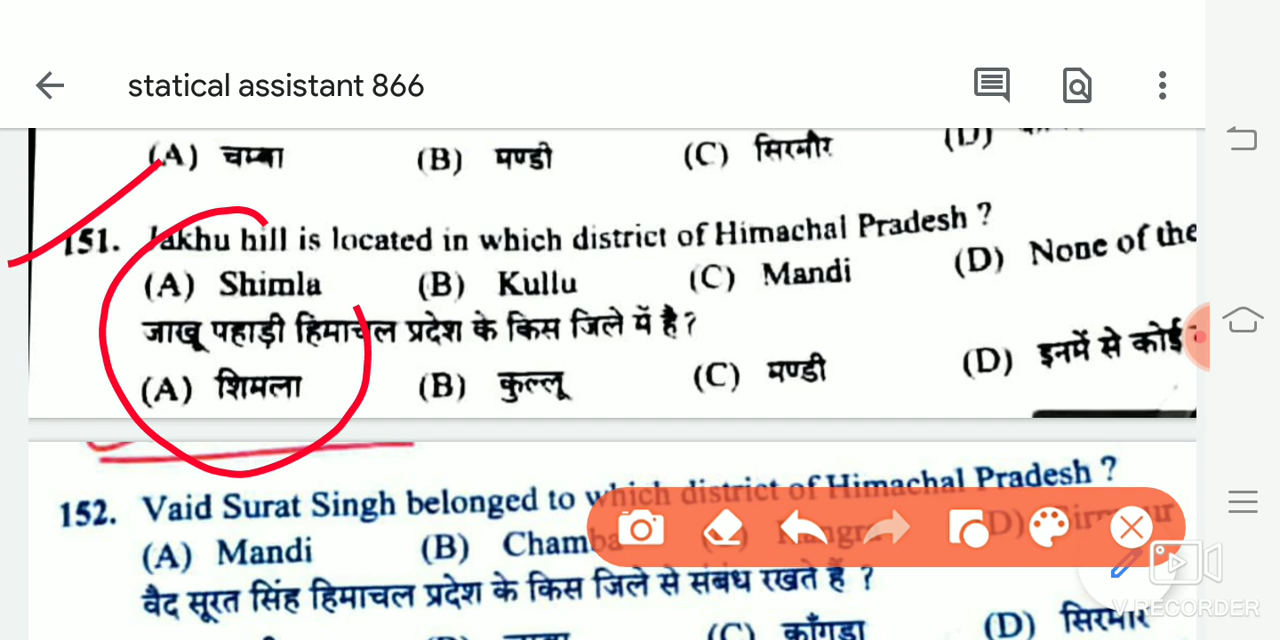 statical assistant 866
(A) चम्बा (B) मण्डी (C) सिरमौर (D)
151. Jakhu hill is located in which district of Himachal Pradesh ?
(A) Shimla (B) Kullu (C) Mandi (D) None of the
जाखू पहाड़ी हिमाचल प्रदेश के किस जिले में है ?
(A) शिमला (B) कुल्लू (C) मण्डी (D) इनमें से कोई
152. Vaid Surat Singh belonged to which district of Himachal Pradesh ?
(A) Mandi (B) Chamba
वैद सूरत सिंह हिमाचल प्रदेश के किस जिले से संबंध रखते हैं ?
(C) काँगड़ा (D) सिरमौर
V RECORDER